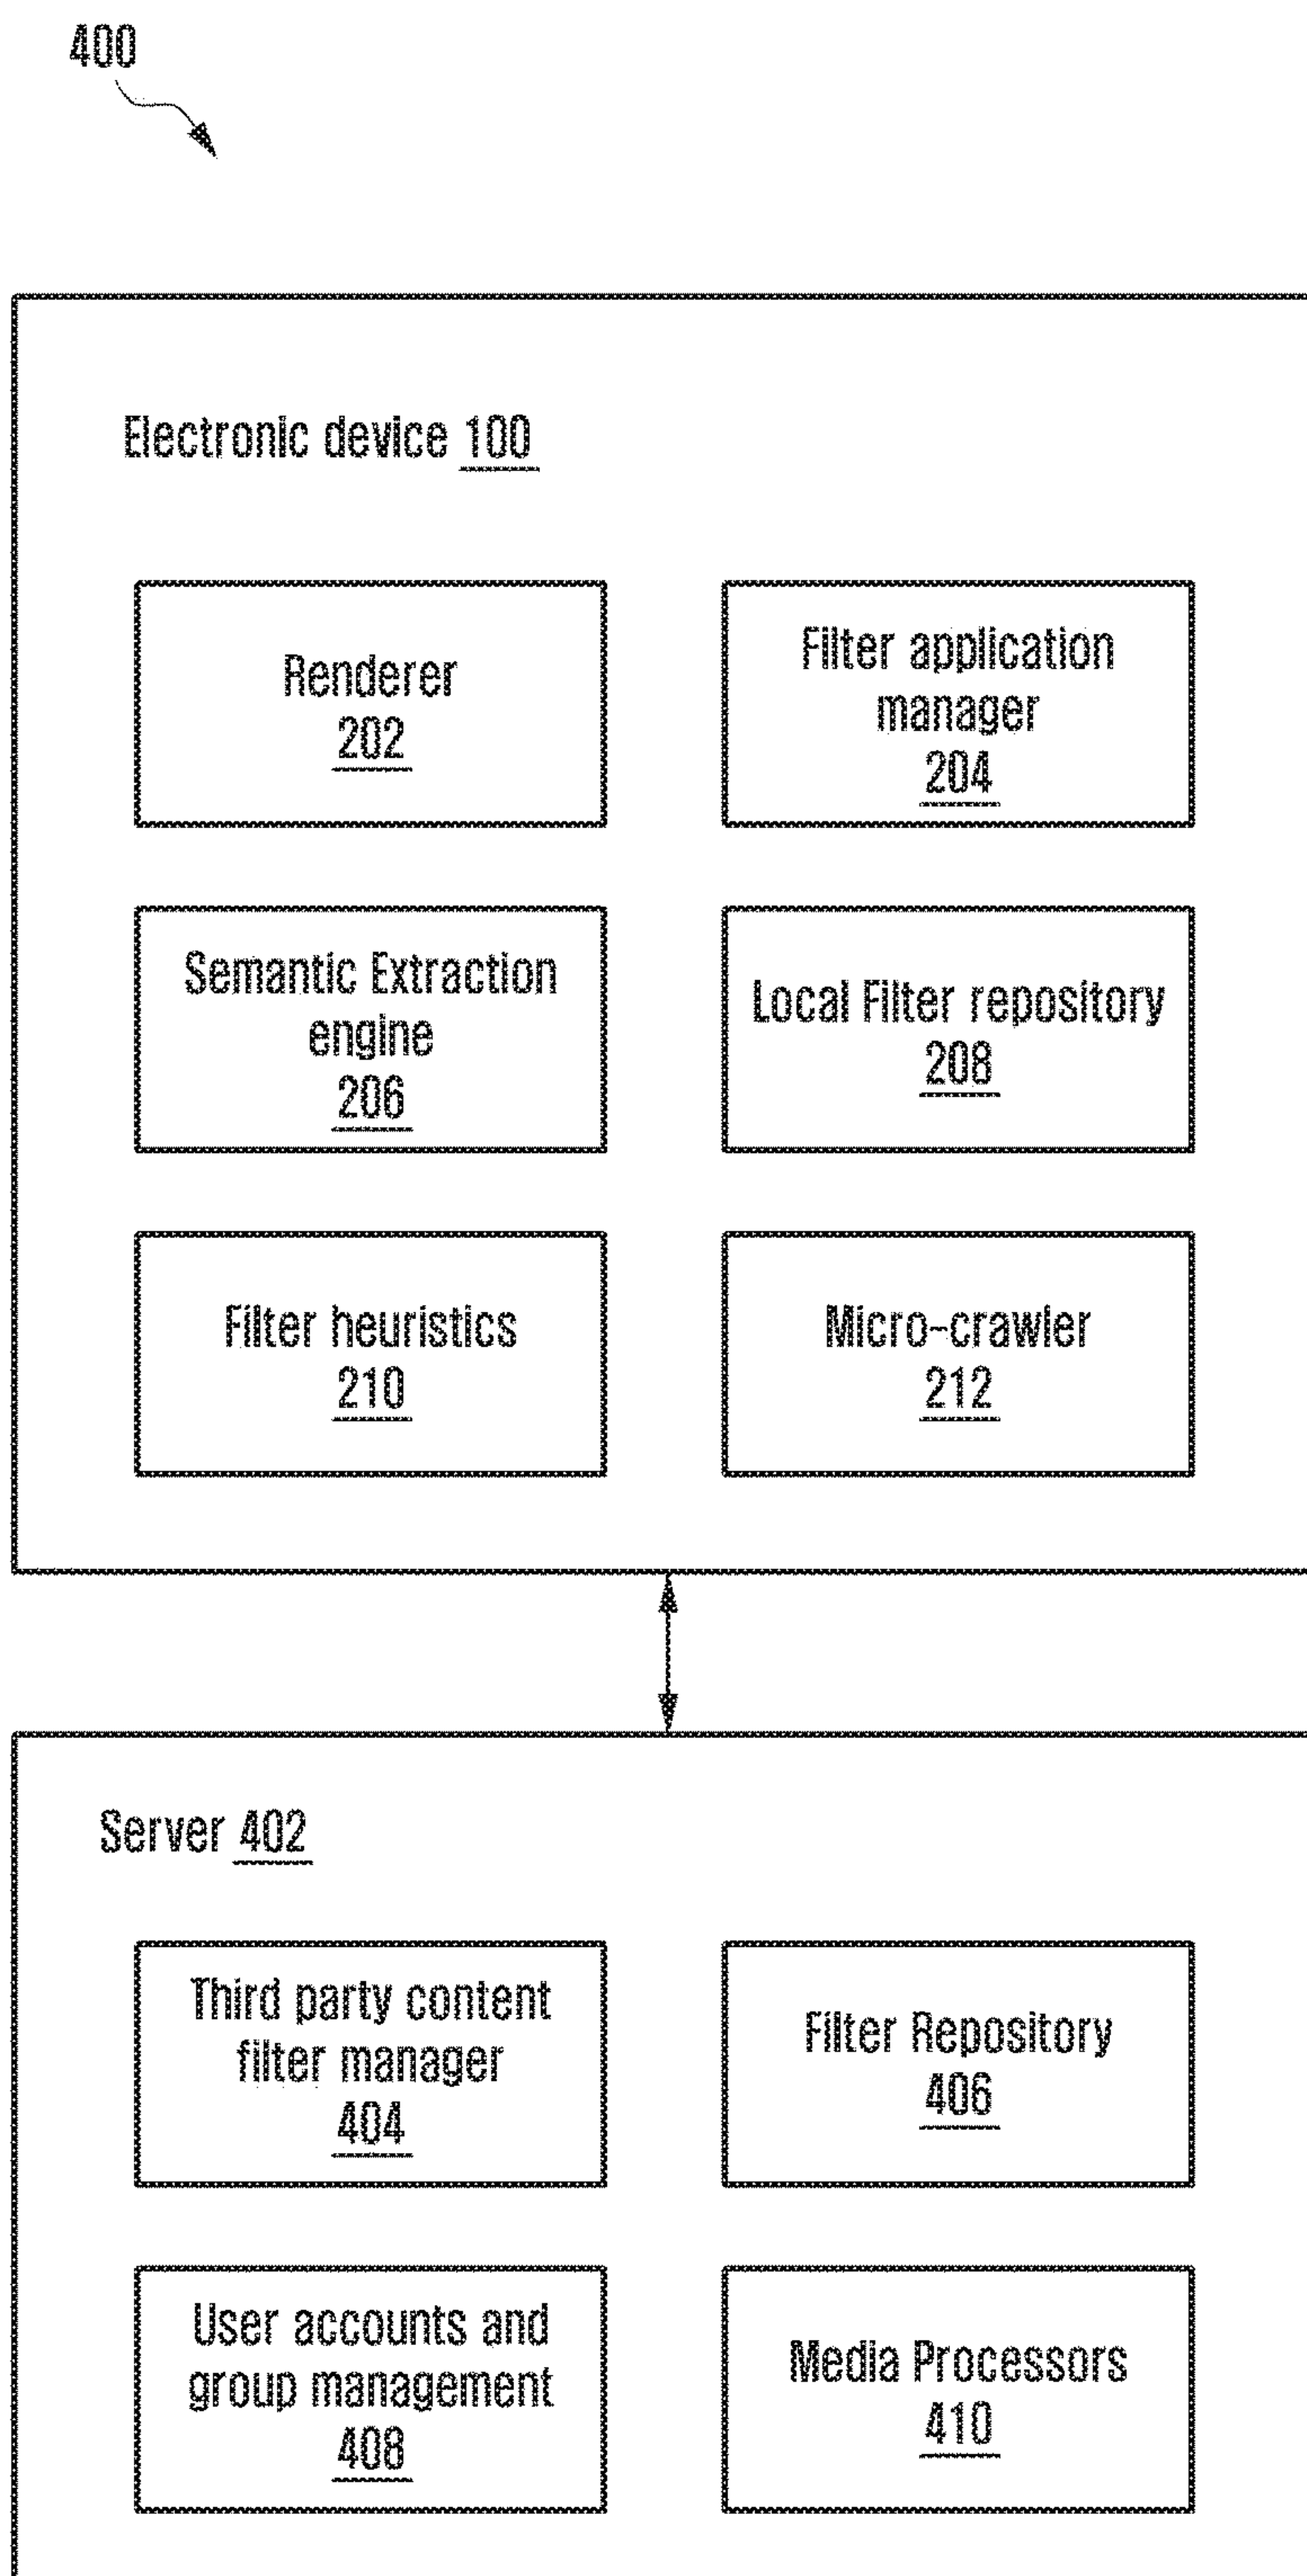 400
Electronic device 100
Renderer
202
Filter application
manager
204
Semantic Extraction
engine
206
Local Filter repository
208
Filter heuristics
210
Micro-crawler
212
Server 402
Third party content
filter manager
404
Filter Repository
406
User accounts and
group management
408
Media Processors
410